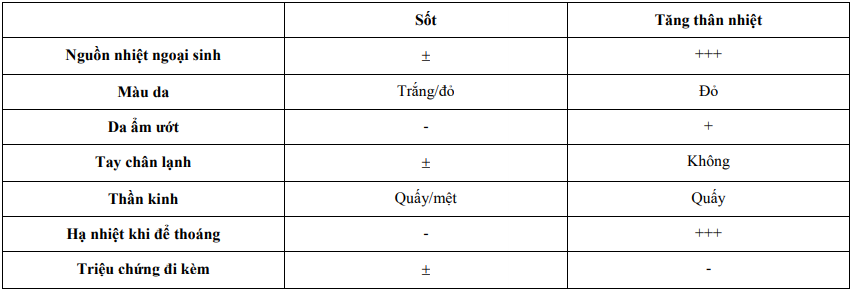 Sốt Tăng thân nhiệt
Nguồn nhiệt ngoại sinh ± +++
Màu da Trắng/đỏ Đỏ
Da ẩm ướt - +
Tay chân lạnh ± Không
Thần kinh Quấy/mệt Quấy
Hạ nhiệt khi để thoáng - +++
Triệu chứng đi kèm ± -